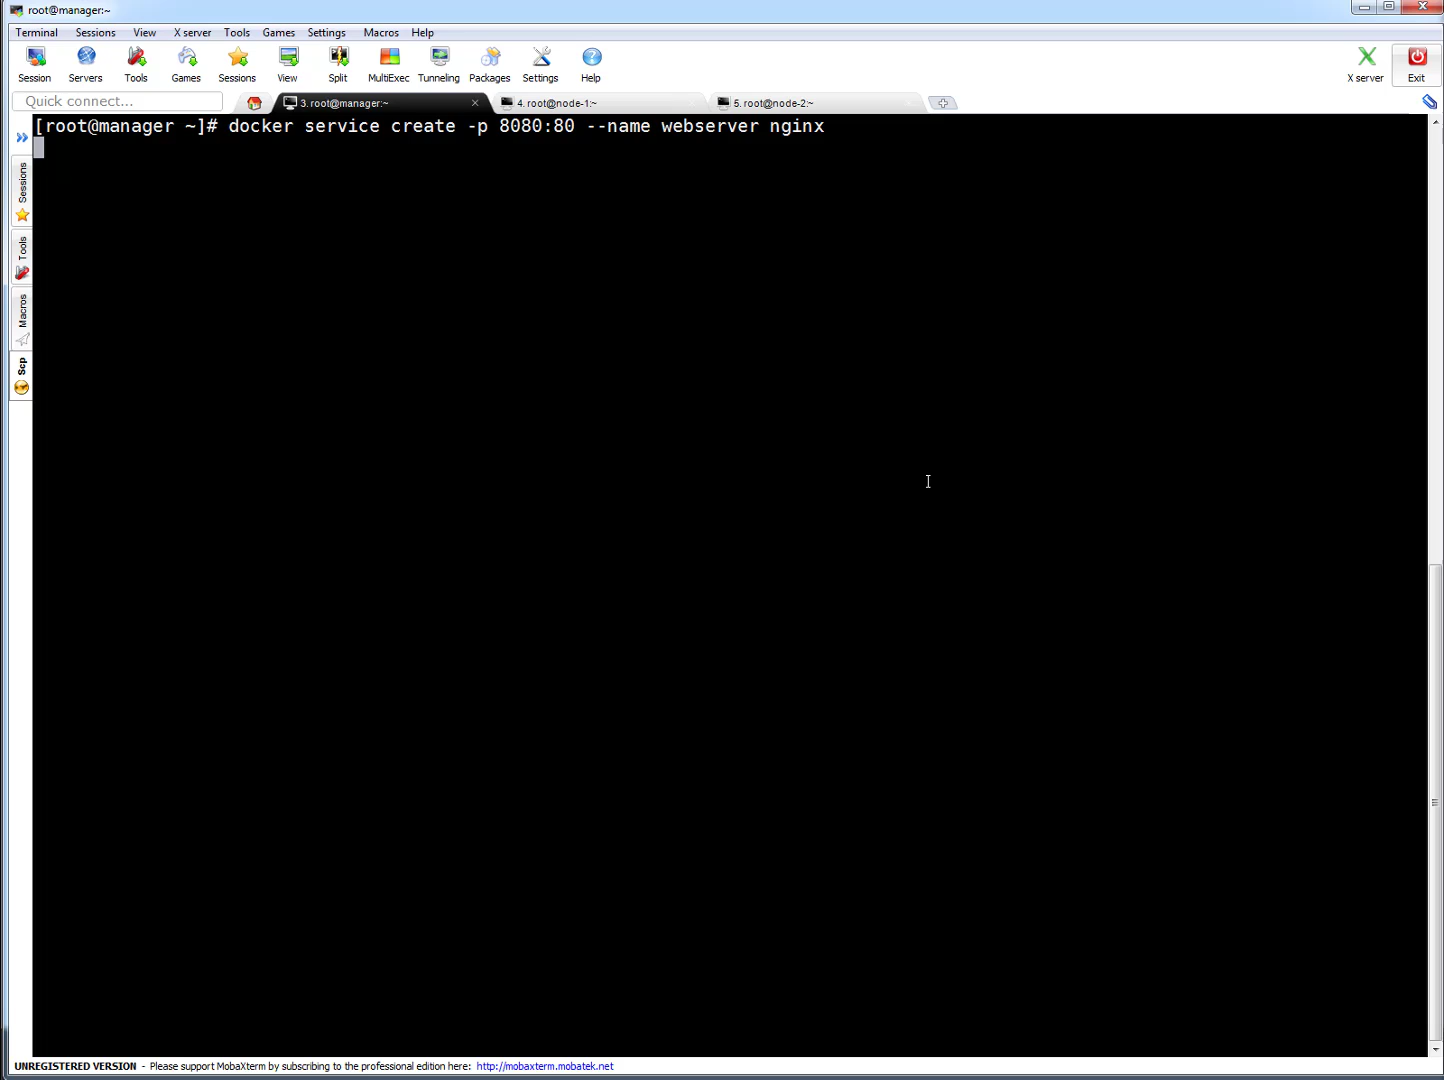 root@manager:~
Terminal Sessions View X server Tools Games Settings Macros Help
Session Servers Tools Games Sessions View Split MultiExec Tunneling Packages Settings Help X server Exit
Quick connect... 3. root@manager:~ 4. root@node-1:~ 5. root@node-2:~
[root@manager ~]# docker service create -p 8080:80 --name webserver nginx
Sessions
Tools
Macros
Scp
UNREGISTERED VERSION - Please support MobaXterm by subscribing to the professional edition here: http://mobaxterm.mobatek.net